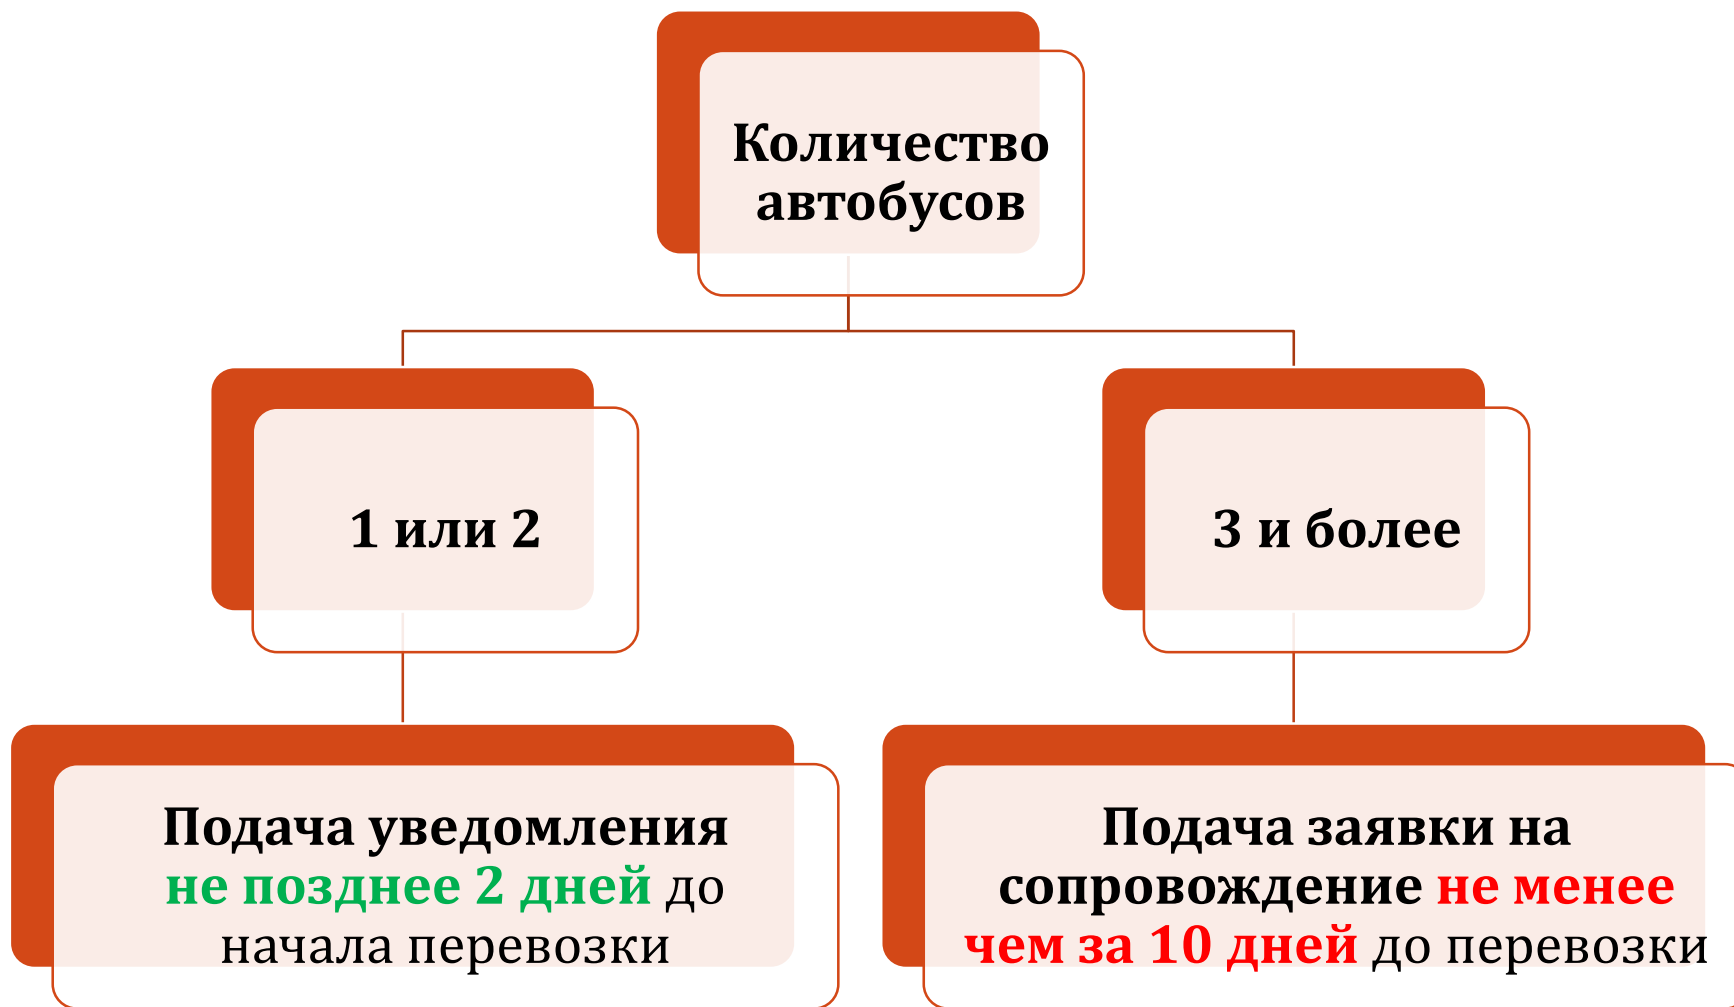 Количество
автобусов
1 или 2
3 и более
Подача уведомления
не позднее 2 дней до
начала перевозки
Подача заявки на
сопровождение не менее
чем за 10 дней до перевозки